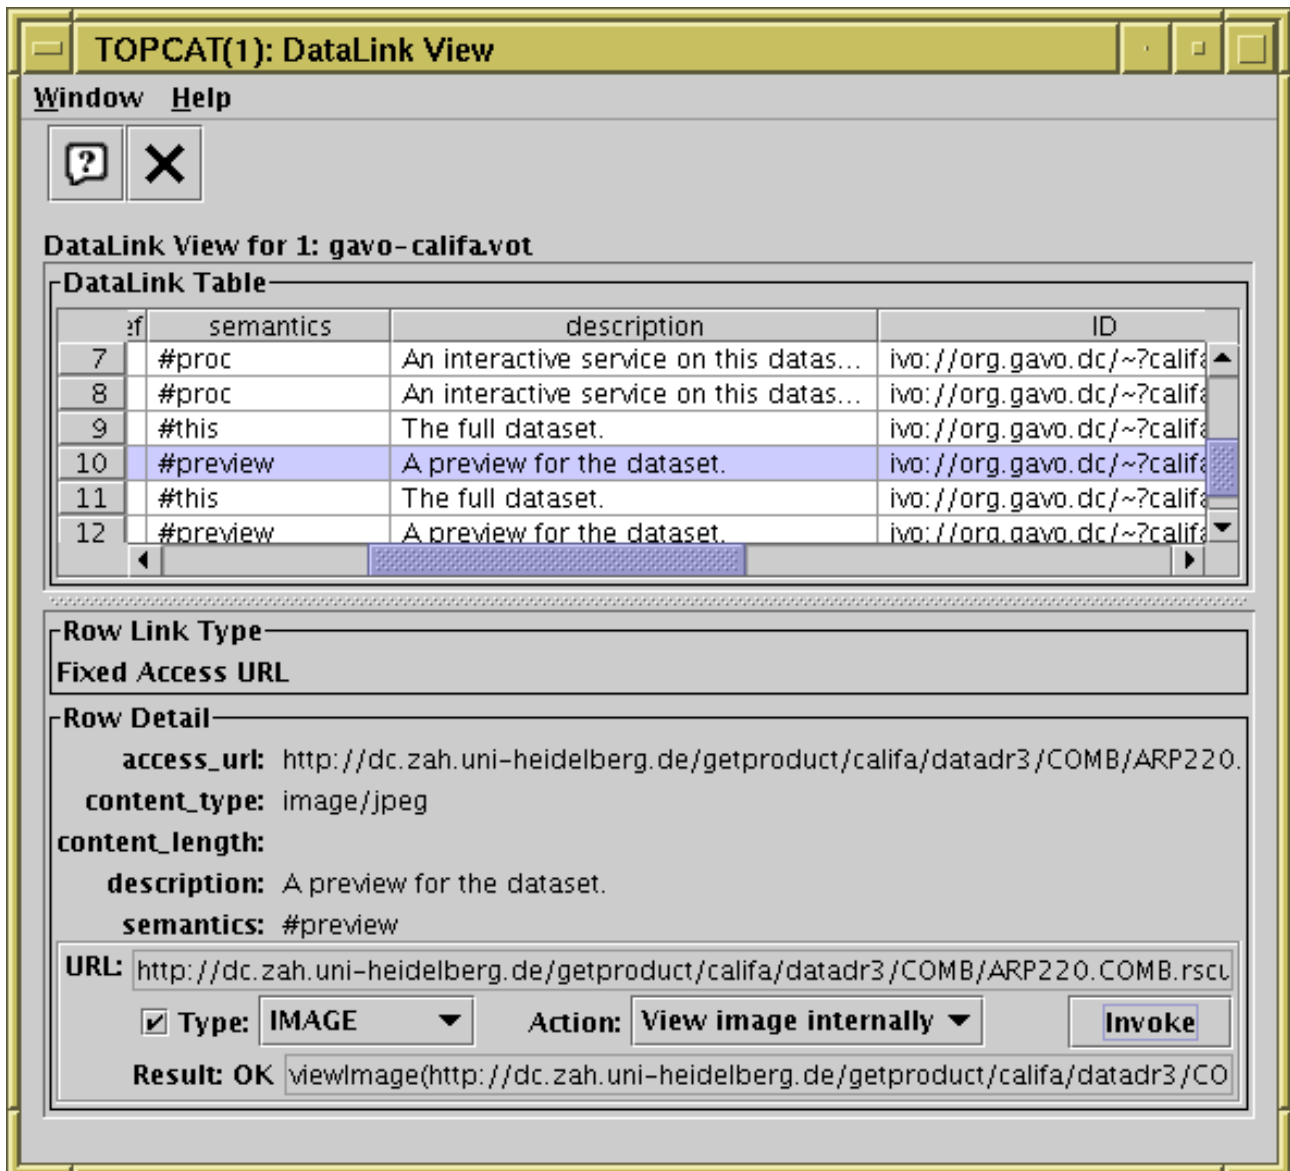 TOPCAT(1): DataLink View
Window Help
?
DataLink View for 1: gavo-califa.vot
DataLink Table
ef semantics description ID
7 #proc An interactive service on this datas... ivo://org.gavo.dc/~?califa
8 #proc An interactive service on this datas... ivo://org.gavo.dc/~?califa
9 #this The full dataset. ivo://org.gavo.dc/~?califa
10 #preview A preview for the dataset. ivo://org.gavo.dc/~?califa
11 #this The full dataset. ivo://org.gavo.dc/~?califa
12 #preview A preview for the dataset. ivo://org.gavo.dc/~?califa
Row Link Type
Fixed Access URL
Row Detail
access_url: http://dc.zah.uni-heidelberg.de/getproduct/califa/datadr3/COMB/ARP220.
content_type: image/jpeg
content_length:
description: A preview for the dataset.
semantics: #preview
URL: http://dc.zah.uni-heidelberg.de/getproduct/califa/datadr3/COMB/ARP220.COMB.rscu
Type: IMAGE Action: View image internally Invoke
Result: OK viewImage(http://dc.zah.uni-heidelberg.de/getproduct/califa/datadr3/CO